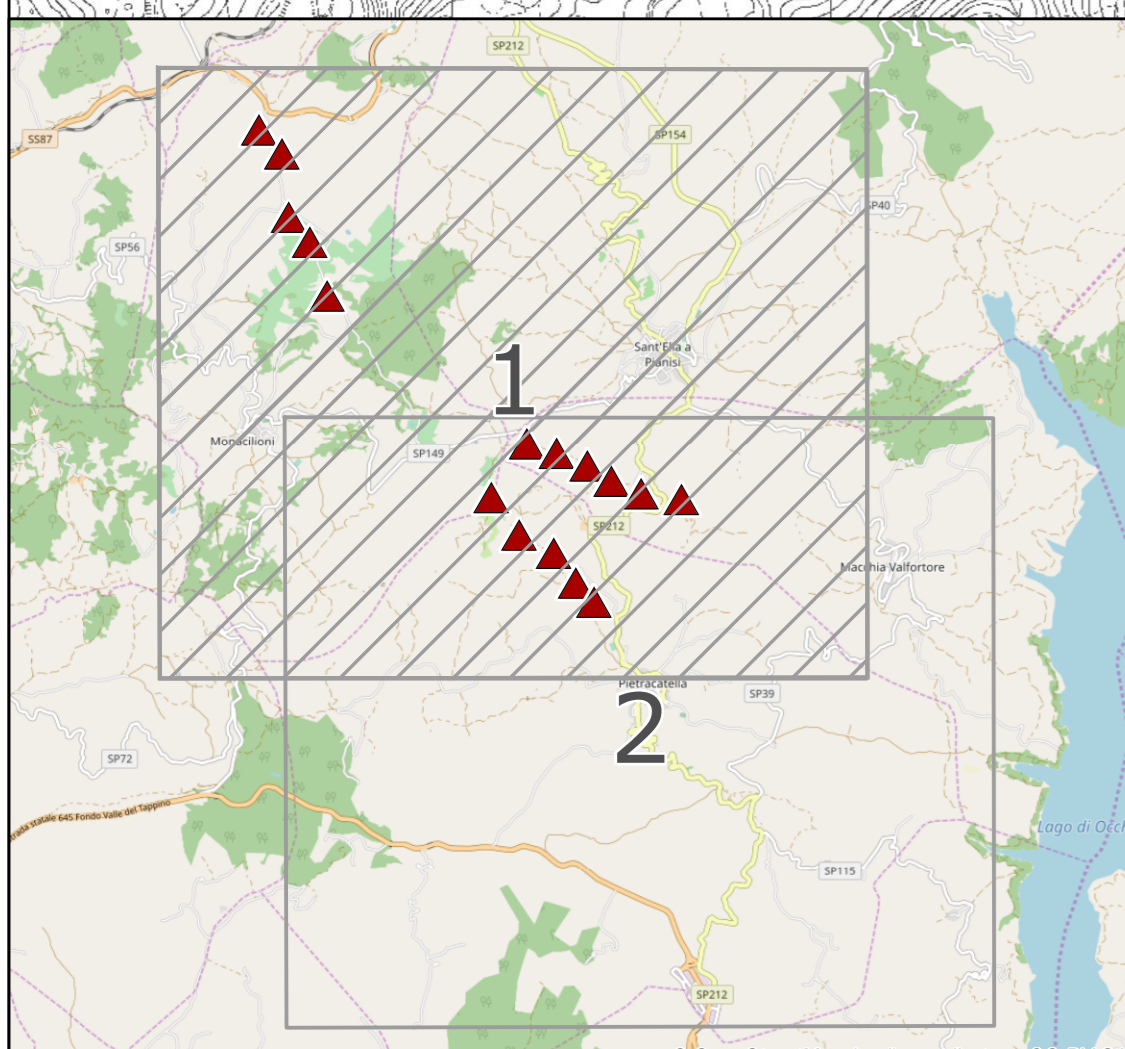 SP212
SS87
SP154
SP40
SP56
Sant'Elia a
Pianisi
1
Monacilioni
SP149
SP212
Macchia Valfortore
Pietracatella
SP39
2
SP72
strada statale 645 Fondo Valle del Tappino
Lago di Occh
SP115
SP212